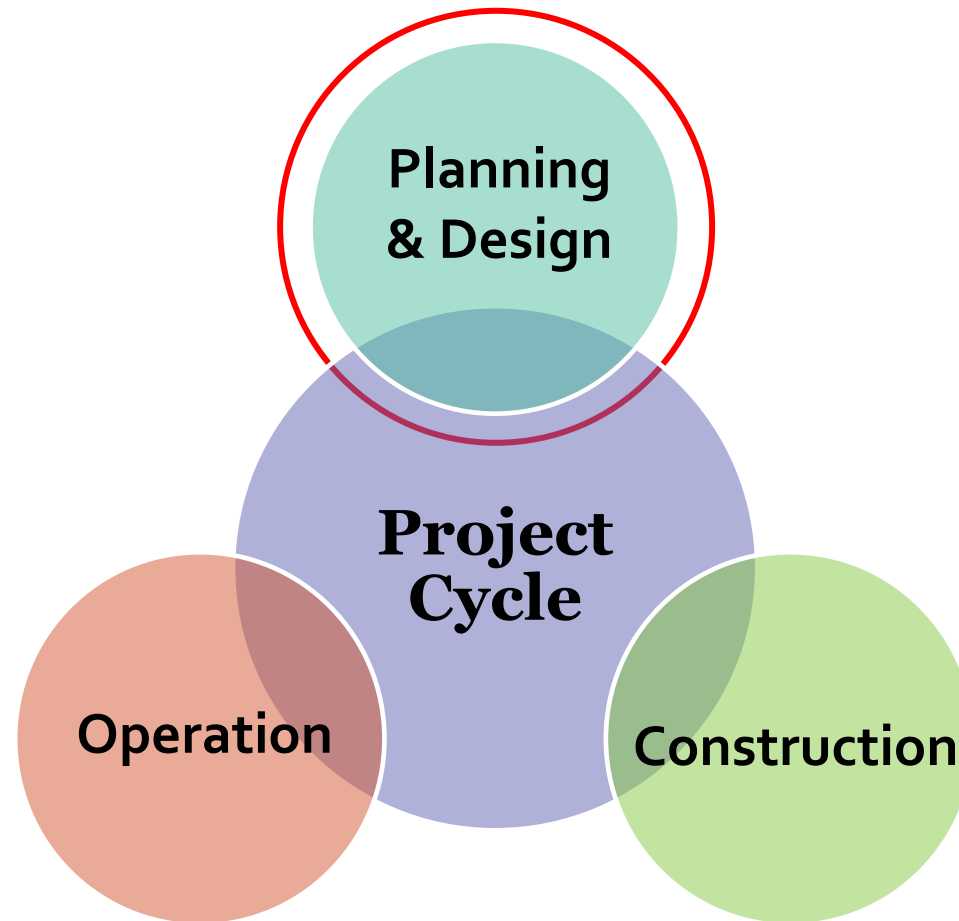 Planning
& Design
Project
Cycle
Operation
Construction